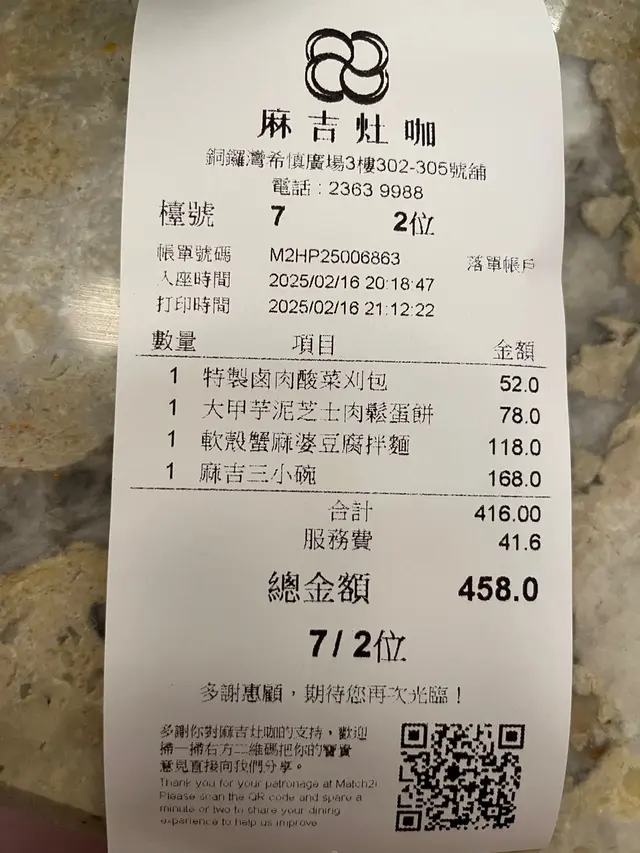 麻吉灶咖
銅鑼灣希慎廣場3樓302-305號舖
電話：2363 9988
檯號 7 2位
帳單號碼 M2HP25006863 落單帳戶
入座時間 2025/02/16 20:18:47
打印時間 2025/02/16 21:12:22
數量 項目 金額
1 特製鹵肉酸菜刈包 52.0
1 大甲芋泥芝士肉鬆蛋餅 78.0
1 軟殼蟹麻婆豆腐拌麵 118.0
1 麻吉三小碗 168.0
合計 416.00
服務費 41.6
總金額 458.0
7 / 2位
多謝惠顧，期待您再次光臨！
多謝你對麻吉灶咖的支持，歡迎
掃一掃右方二維碼把你的寶貴
意見直接向我們分享。
Thank you for your patronage at Match2i
Please scan the QR code and spare a
minute or two to share your dining
experience to help us improve